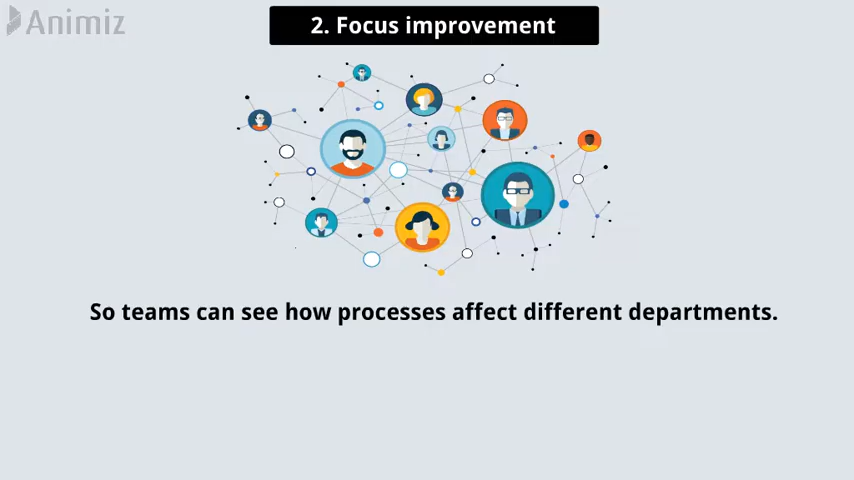 Animiz
2. Focus improvement
So teams can see how processes affect different departments.